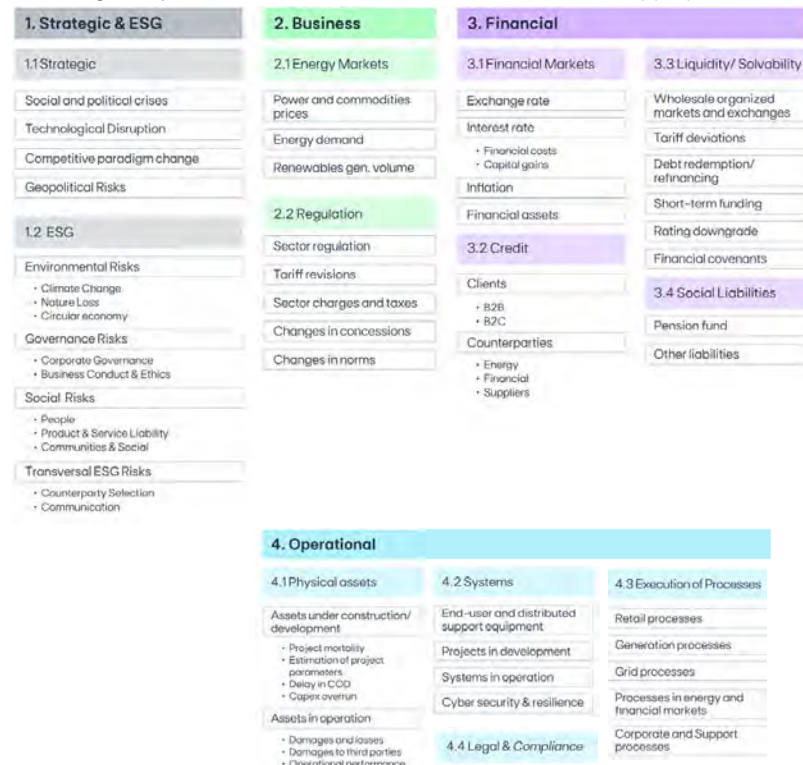 1. Strategic & ESG
1.1 Strategic
Social and political crises
Technological Disruption
Competitive paradigm change
Geopolitical Risks
1.2 ESG
Environmental Risks
• Climate Change
• Nature Loss
• Circular economy
Governance Risks
• Corporate Governance
• Business Conduct & Ethics
Social Risks
• People
• Product & Service Liability
• Communities & Social
Transversal ESG Risks
• Counterparty Selection
• Communication
2. Business
2.1 Energy Markets
Power and commodities
prices
Energy demand
Renewables gen. volume
2.2 Regulation
Sector regulation
Tariff revisions
Sector charges and taxes
Changes in concessions
Changes in norms
3. Financial
3.1 Financial Markets
Exchange rate
Interest rate
• Financial costs
• Capital gains
Inflation
Financial assets
3.2 Credit
Clients
• B2B
• B2C
Counterparties
• Energy
• Financial
• Suppliers
3.3 Liquidity/ Solvability
Wholesale organized
markets and exchanges
Tariff deviations
Debt redemption/
refinancing
Short-term funding
Rating downgrade
Financial covenants
3.4 Social Liabilities
Pension fund
Other liabilities
4. Operational
4.1 Physical assets
Assets under construction/
development
• Project mortality
• Estimation of project
parameters
• Delay in COD
• Capex overrun
Assets in operation
• Damages and losses
• Damages to third parties
• Operational performance
4.2 Systems
End-user and distributed
support equipment
Projects in development
Systems in operation
Cyber security & resilience
4.4 Legal & Compliance
4.3 Execution of Processes
Retail processes
Generation processes
Grid processes
Processes in energy and
financial markets
Corporate and Support
processes